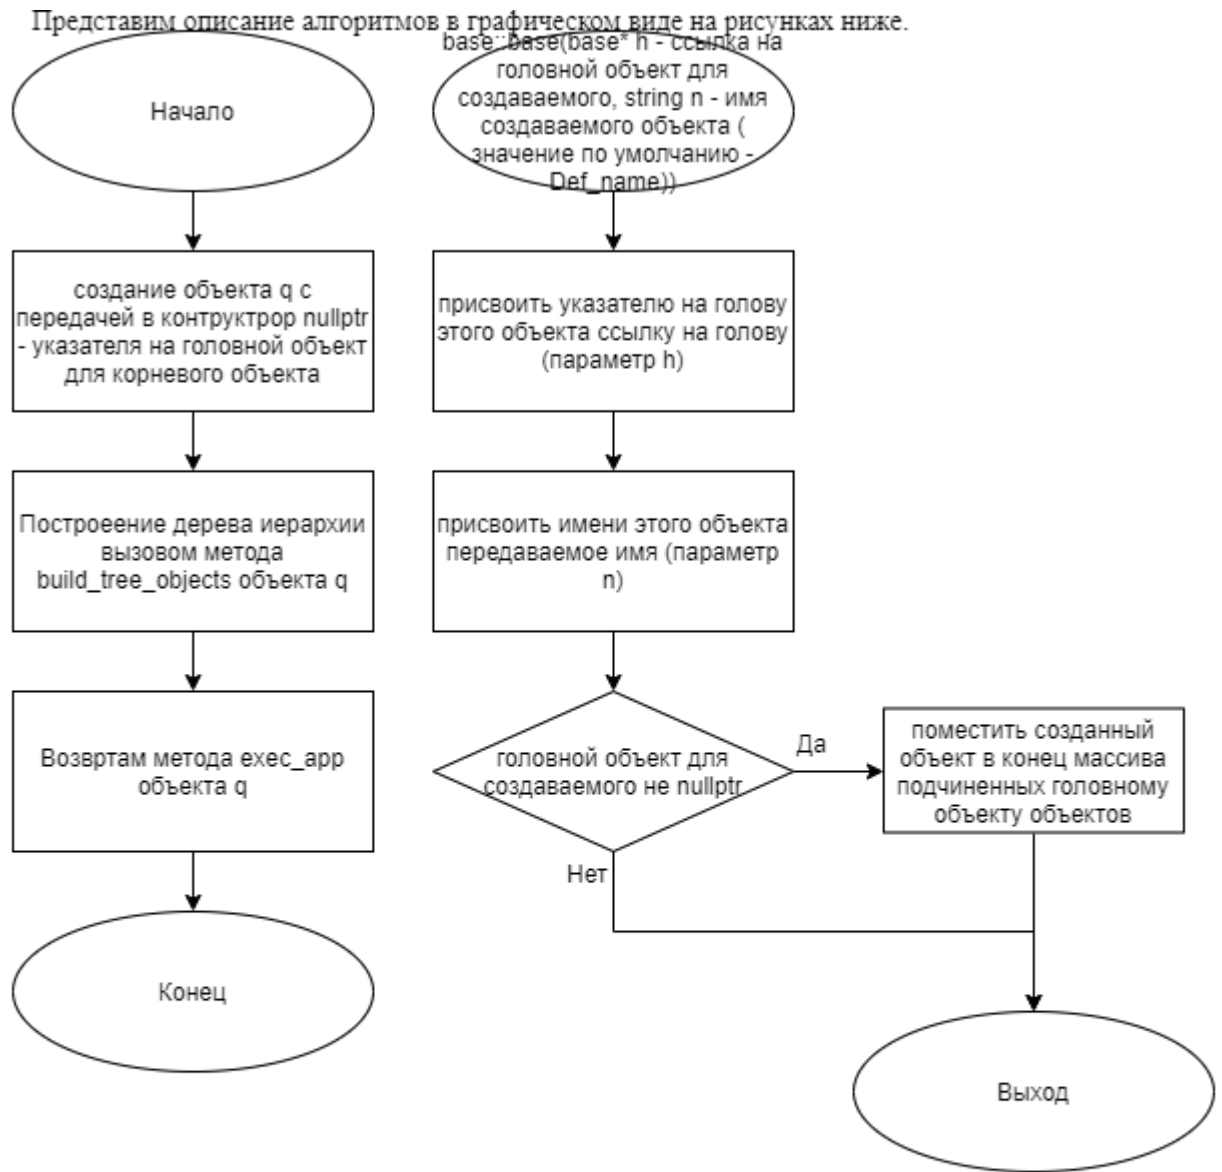 Представим описание алгоритмов в графическом виде на рисунках ниже.
Начало
создание объекта q с
передачей в контруктрор nullptr
- указателя на головной объект
для корневого объекта
Построеение дерева иерархии
вызовом метода
build_tree_objects объекта q
Возвртам метода exec_app
объекта q
Конец
base::base(base* h - ссылка на
головной объект для
создаваемого, string n - имя
создаваемого объекта (
значение по умолчанию -
Def_name))
присвоить указателю на голову
этого объекта ссылку на голову
(параметр h)
присвоить имени этого объекта
передаваемое имя (параметр
n)
головной объект для
создаваемого не nullptr
Да
поместить созданный
объект в конец массива
подчиненных головному
объекту объектов
Нет
Выход